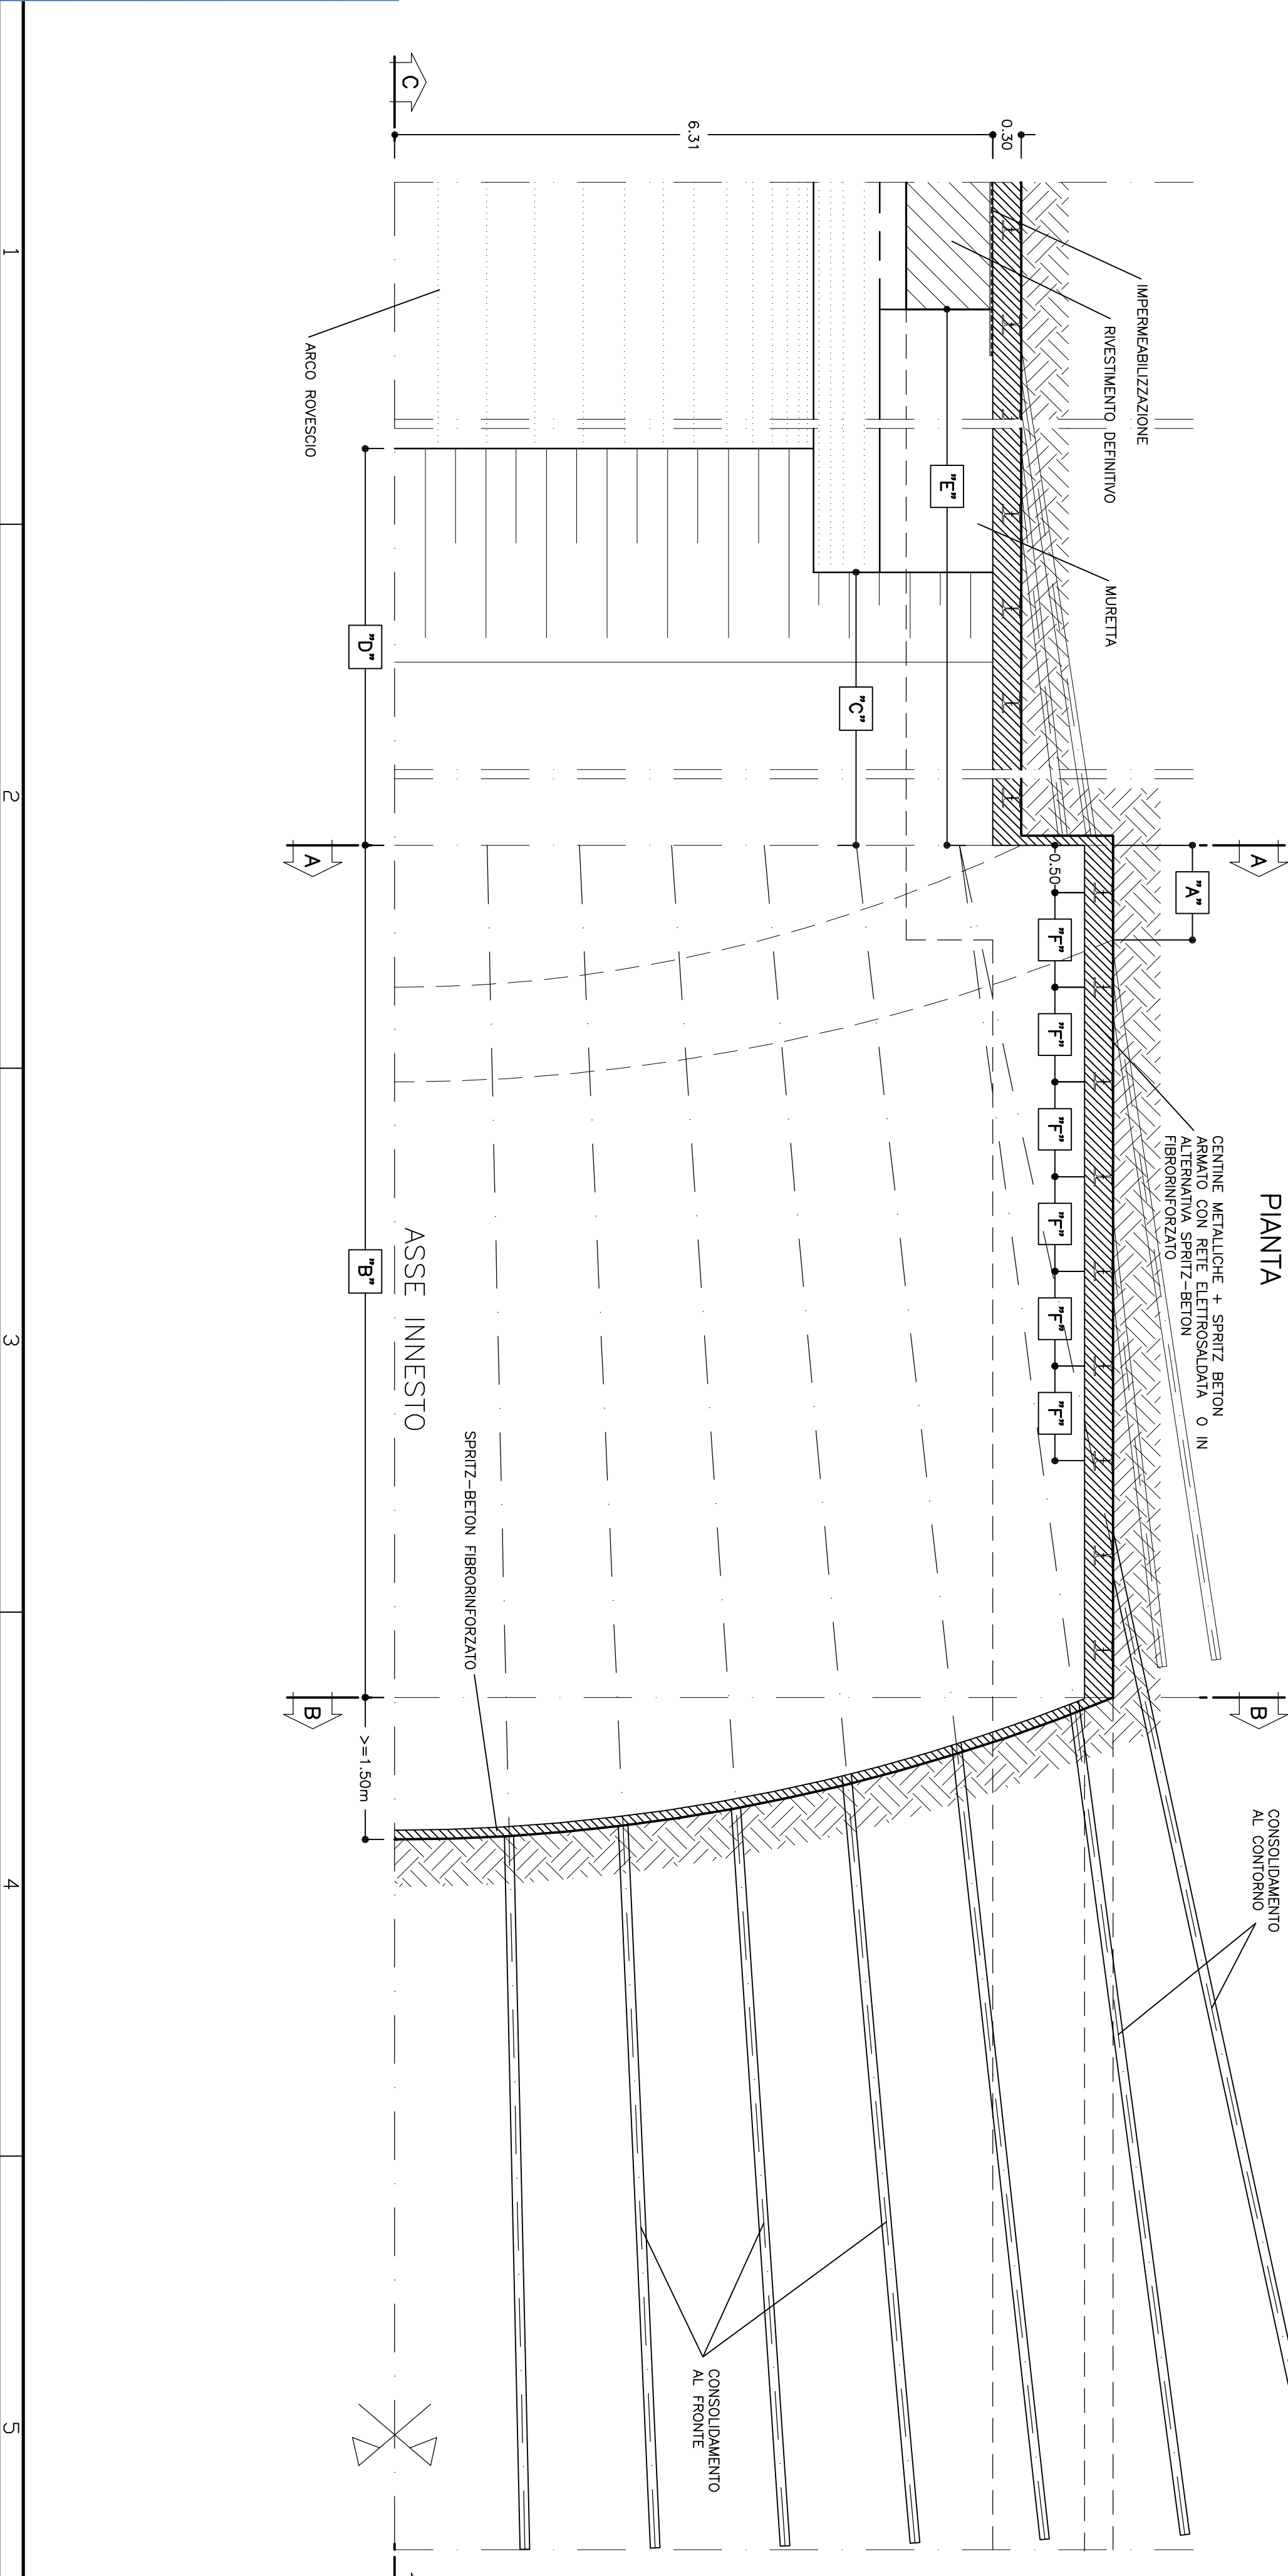 PIANTA
C
6.31
0.30
IMPERMEABILIZZAZIONE
RIVESTIMENTO DEFINITIVO
MURETTA
ARCO ROVESCIO
"E"
"D"
"C"
A
A
"A"
0.50
"F"
"F"
"F"
"F"
"F"
"F"
CENTINE METALLICHE + SPRITZ BETON
ARMATO CON RETE ELETTROSALDATA O IN
ALTERNATIVA SPRITZ-BETON
FIBRORINFORZATO
"B"
ASSE INNESTO
SPRITZ-BETON FIBRORINFORZATO
B
B
>=1.50m
CONSOLIDAMENTO
AL CONTORNO
CONSOLIDAMENTO
AL FRONTE
1
2
3
4
5